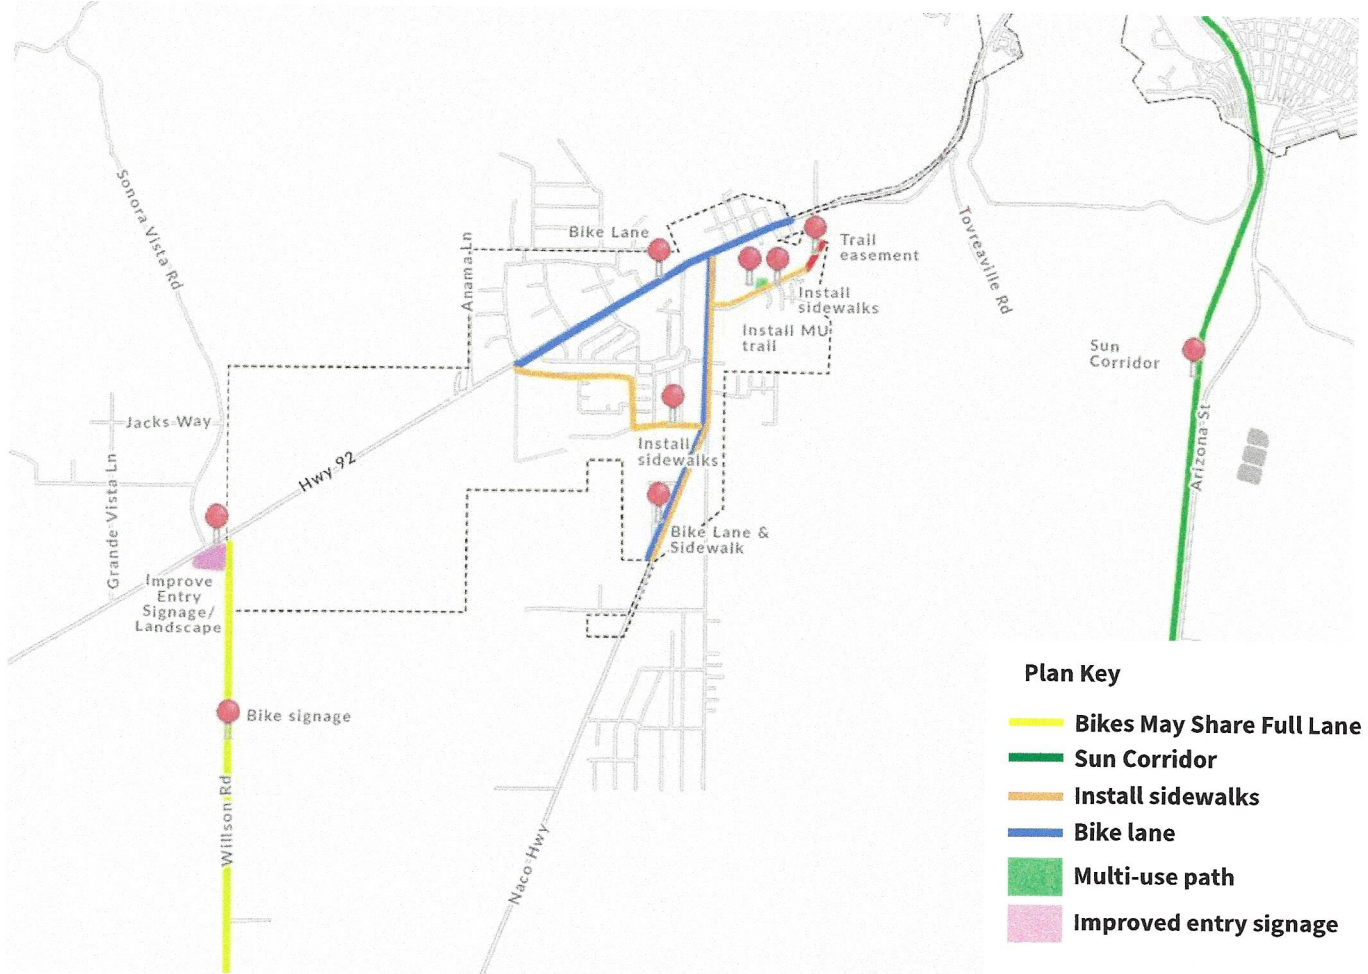 Sonora Vista Rd
Anama Ln
Bike Lane
Trail
easement
Tovreaville Rd
Install
sidewalks
Install MU
trail
Sun
Corridor
Jacks Way
Grande Vista Ln
Hwy 92
Install
sidewalks
Arizona St
Bike Lane &
Sidewalk
Improve
Entry
Signage/
Landscape
Bike signage
Willson Rd
Naco Hwy
Plan Key
Bikes May Share Full Lane
Sun Corridor
Install sidewalks
Bike lane
Multi-use path
Improved entry signage